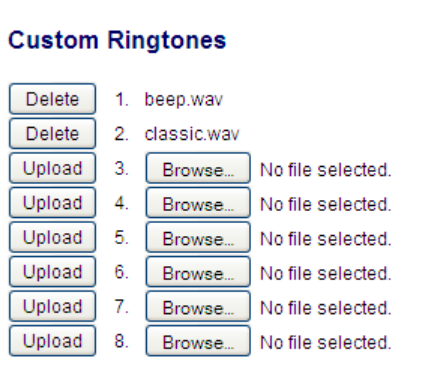 Custom Ringtones
Delete 1. beep.wav
Delete 2. classic.wav
Upload 3. Browse... No file selected.
Upload 4. Browse... No file selected.
Upload 5. Browse... No file selected.
Upload 6. Browse... No file selected.
Upload 7. Browse... No file selected.
Upload 8. Browse... No file selected.